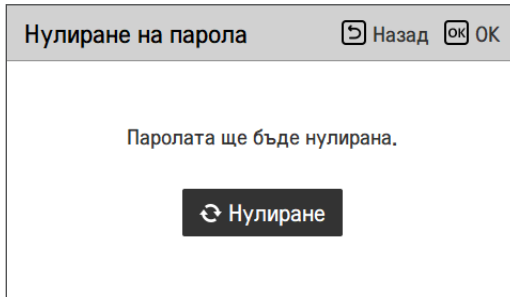 Нулиране на парола Назад OK OK
Паролата ще бъде нулирана.
Нулиране